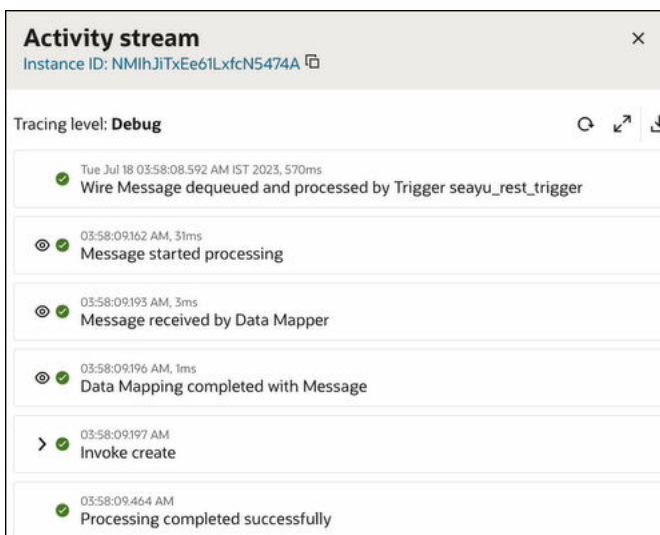 Activity stream
Instance ID: NMIhJiTxEe61LxfcN5474A
Tracing level: Debug
Tue Jul 18 03:58:08.592 AM IST 2023, 570ms
Wire Message dequeued and processed by Trigger seayu_rest_trigger
03:58:09.162 AM, 31ms
Message started processing
03:58:09.193 AM, 3ms
Message received by Data Mapper
03:58:09.196 AM, 1ms
Data Mapping completed with Message
03:58:09.197 AM
Invoke create
03:58:09.464 AM
Processing completed successfully